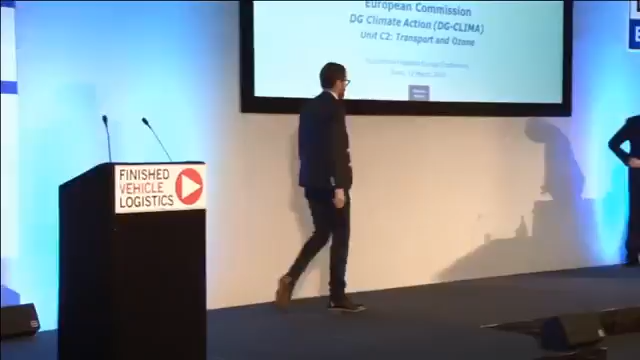 European Commission
DG Climate Action (DG-CLIMA)
Unit C2: Transport and Ozone
FINISHED
VEHICLE
LOGISTICS